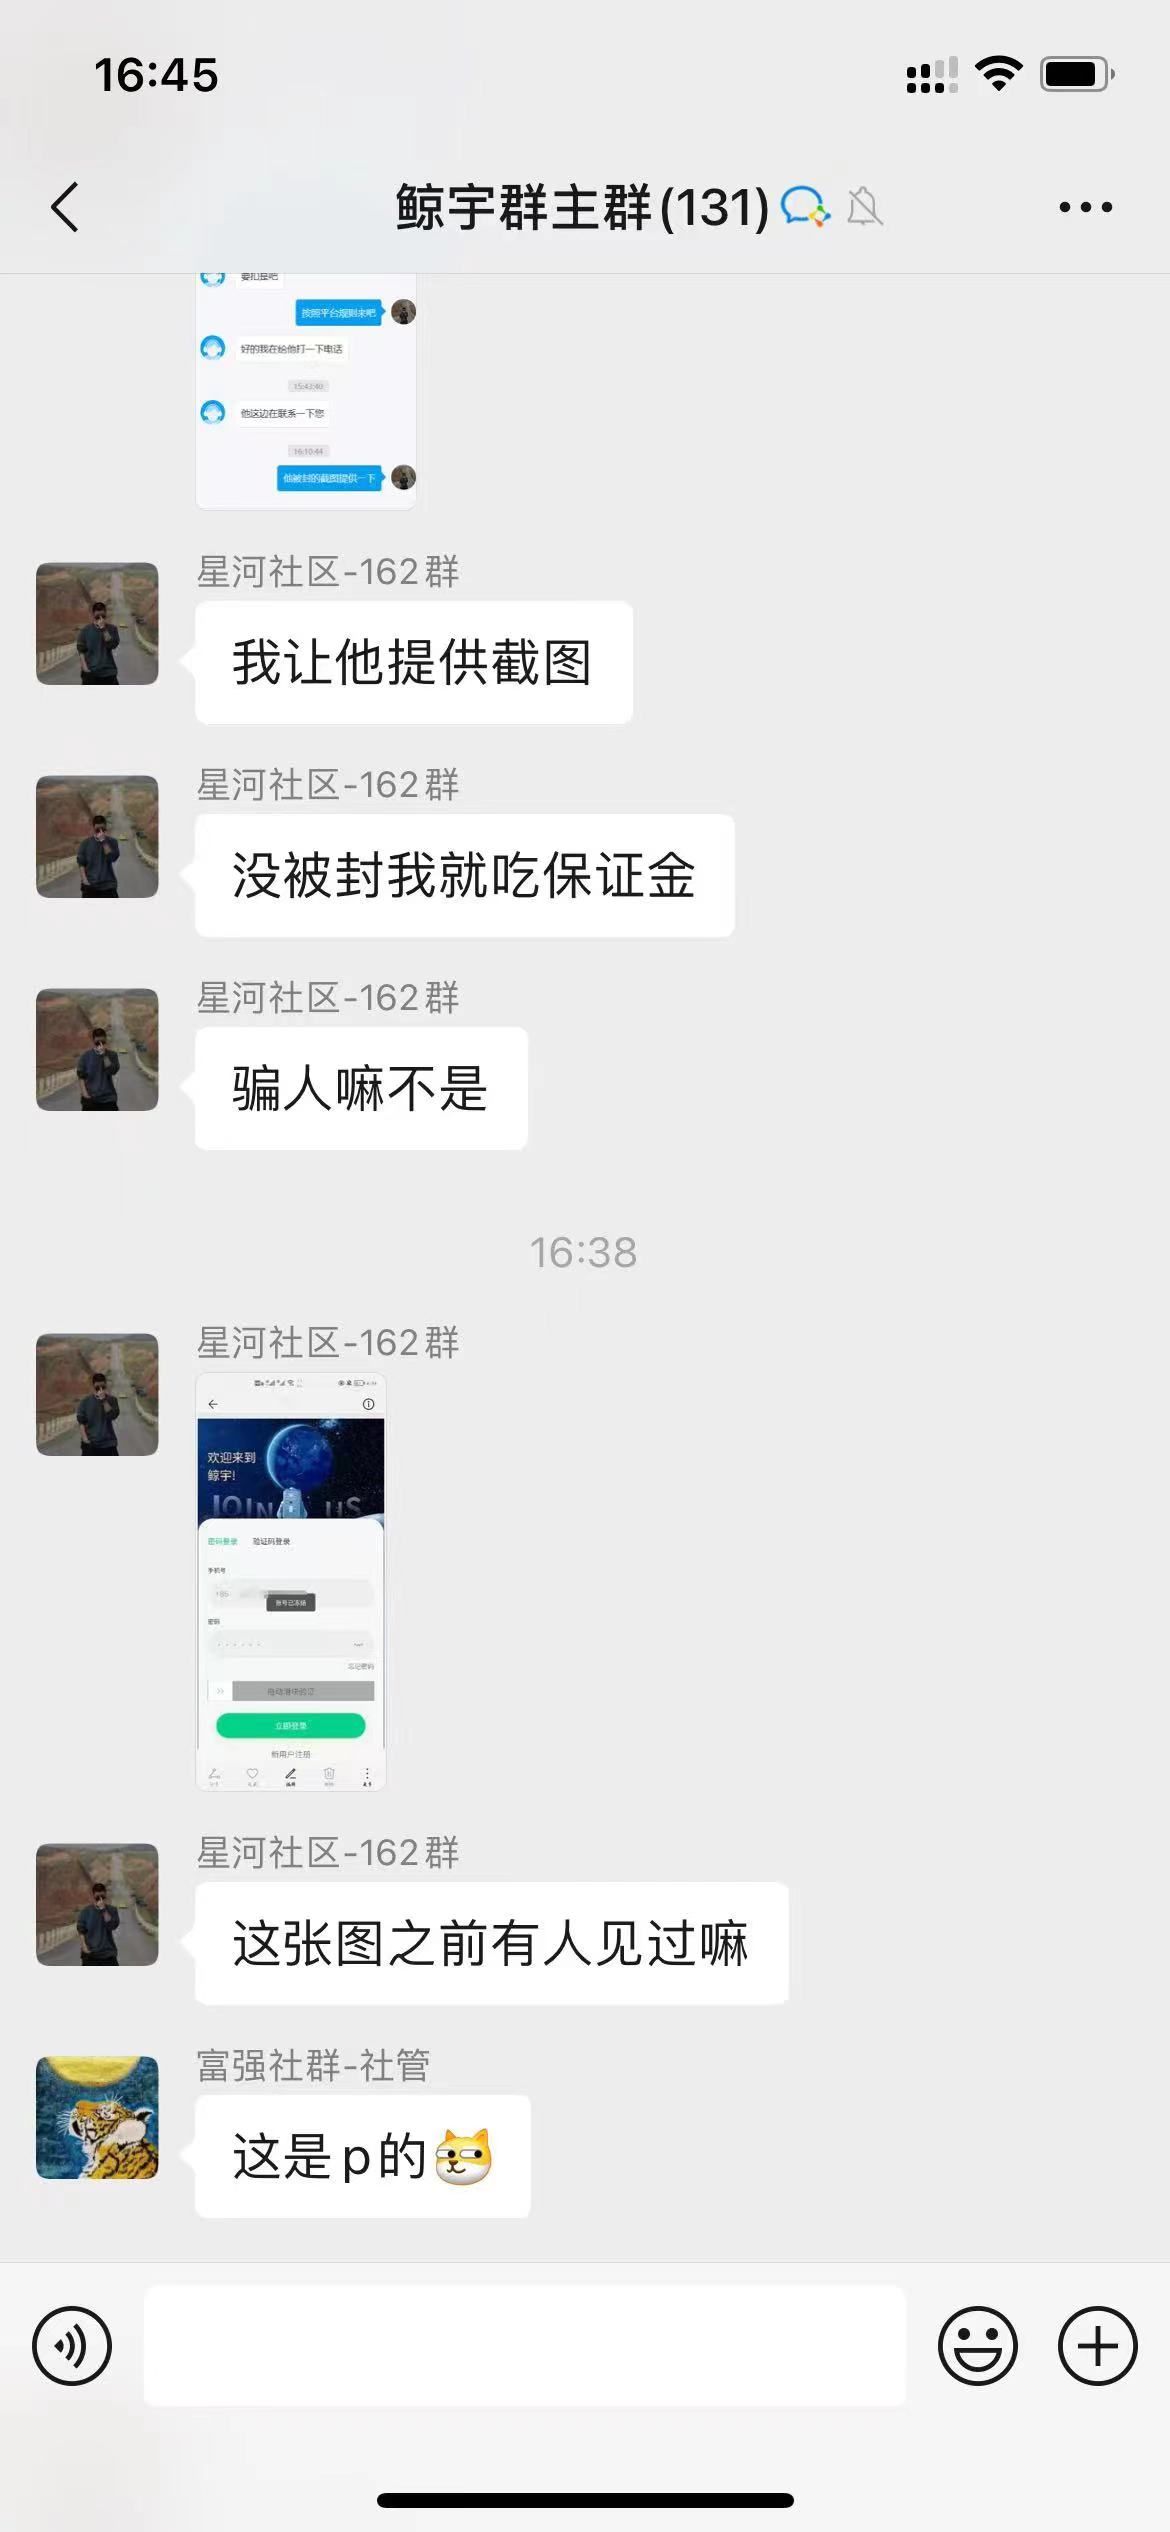 16:45
鲸宇群主群(131)
要扣是吧
按照平台规则来吧
好的我在给他打一下电话
15:43:40
他这边在联系一下您
16:10:44
他被封的截图提供一下
星河社区-162群
我让他提供截图
星河社区-162群
没被封我就吃保证金
星河社区-162群
骗人嘛不是
16:38
星河社区-162群
欢迎来到
鲸宇!
JOIN US
密码登录 验证码登录
手机号
+86
账号已冻结
密码
忘记密码
拖动滑块验证
立即登录
新用户注册
星河社区-162群
这张图之前有人见过嘛
富强社群-社管
这是p的